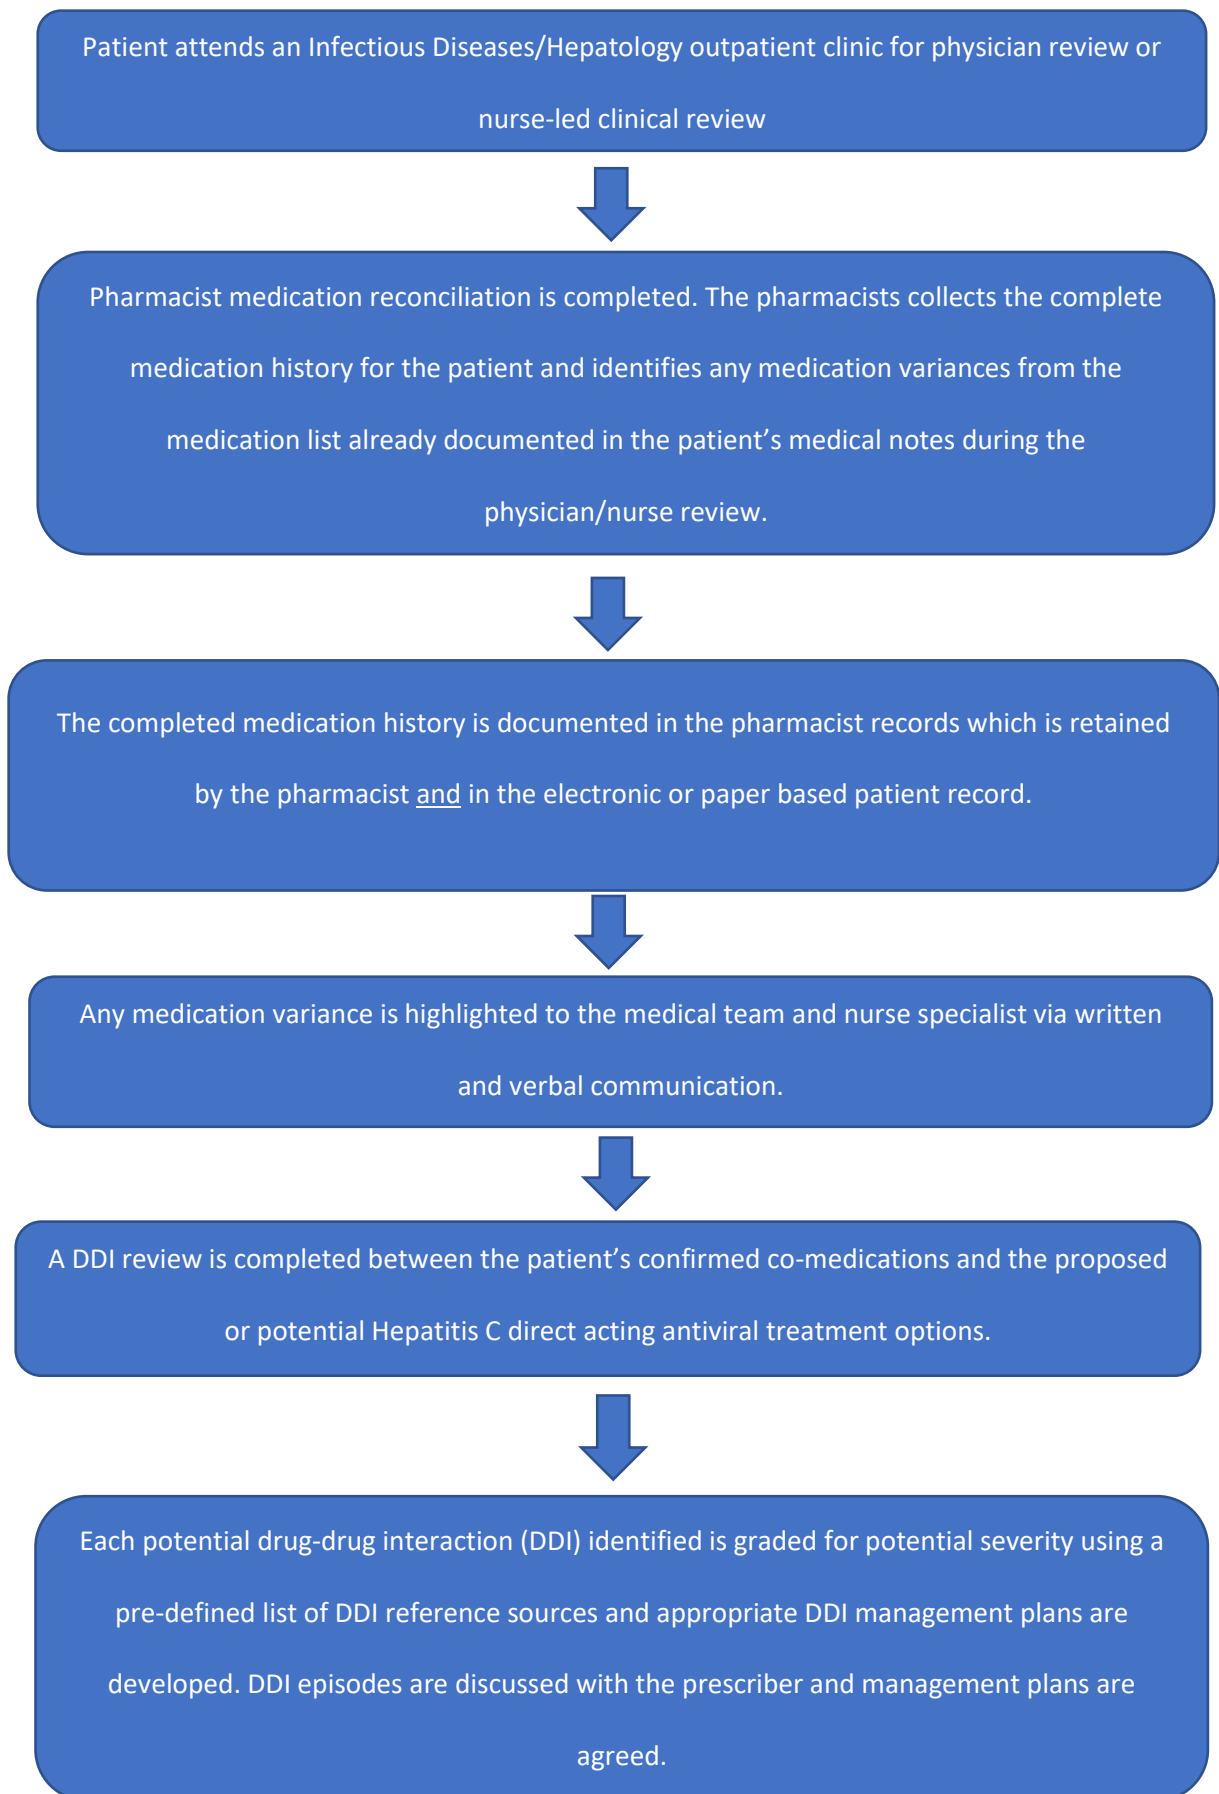 Patient attends an Infectious Diseases/Hepatology outpatient clinic for physician review or
nurse-led clinical review
Pharmacist medication reconciliation is completed. The pharmacists collects the complete
medication history for the patient and identifies any medication variances from the
medication list already documented in the patient’s medical notes during the
physician/nurse review.
The completed medication history is documented in the pharmacist records which is retained
by the pharmacist and in the electronic or paper based patient record.
Any medication variance is highlighted to the medical team and nurse specialist via written
and verbal communication.
A DDI review is completed between the patient’s confirmed co-medications and the proposed
or potential Hepatitis C direct acting antiviral treatment options.
Each potential drug-drug interaction (DDI) identified is graded for potential severity using a
pre-defined list of DDI reference sources and appropriate DDI management plans are
developed. DDI episodes are discussed with the prescriber and management plans are
agreed.